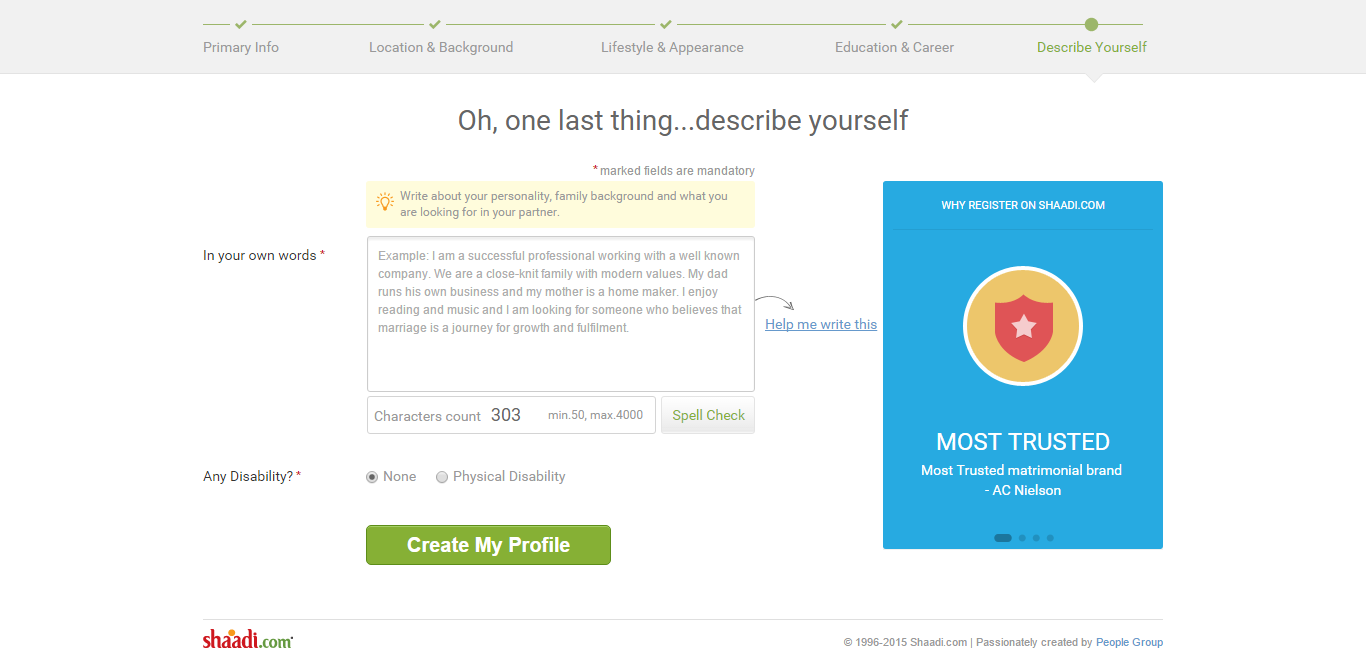 Primary Info
Location & Background
Lifestyle & Appearance
Education & Career
Describe Yourself
Oh, one last thing...describe yourself
* marked fields are mandatory
Write about your personality, family background and what you
are looking for in your partner.
In your own words *
Example: I am a successful professional working with a well known
company. We are a close-knit family with modern values. My dad
runs his own business and my mother is a home maker. I enjoy
reading and music and I am looking for someone who believes that
marriage is a journey for growth and fulfilment.
Help me write this
Characters count 303 min.50, max.4000
Spell Check
Any Disability? *
None
Physical Disability
Create My Profile
WHY REGISTER ON SHAADI.COM
MOST TRUSTED
Most Trusted matrimonial brand
- AC Nielson
shaadi.com
© 1996-2015 Shaadi.com | Passionately created by People Group